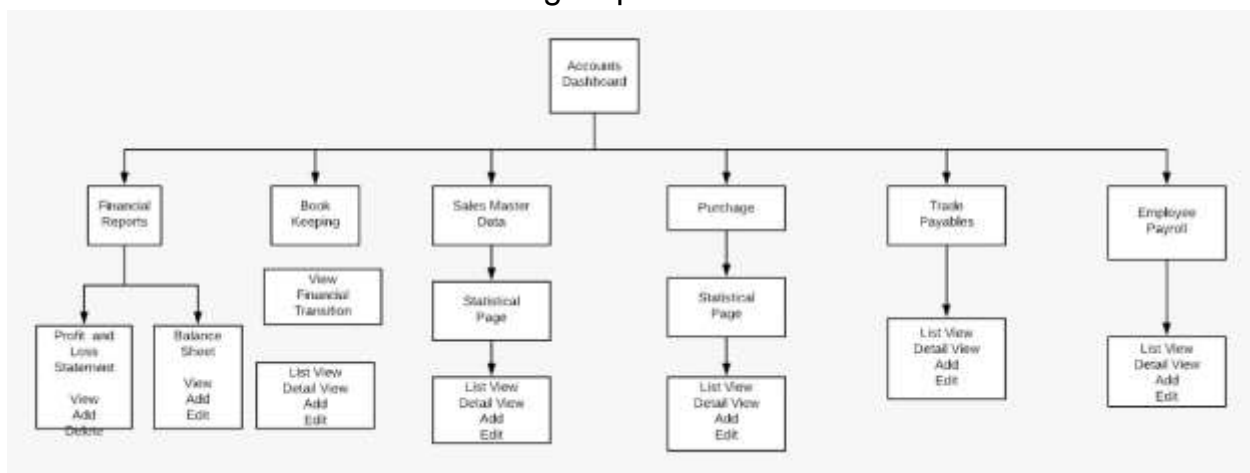 Accounts
Dashboard
Financial
Reports
Book
Keeping
Sales Master
Data
Purchage
Trade
Payables
Employee
Payroll
View
Financial
Transition
Statistical
Page
Statistical
Page
Profit and
Loss
Statement
View
Add
Delete
Balance
Sheet
View
Add
Edit
List View
Detail View
Add
Edit
List View
Detail View
Add
Edit
List View
Detail View
Add
Edit
List View
Detail View
Add
Edit
List View
Detail View
Add
Edit